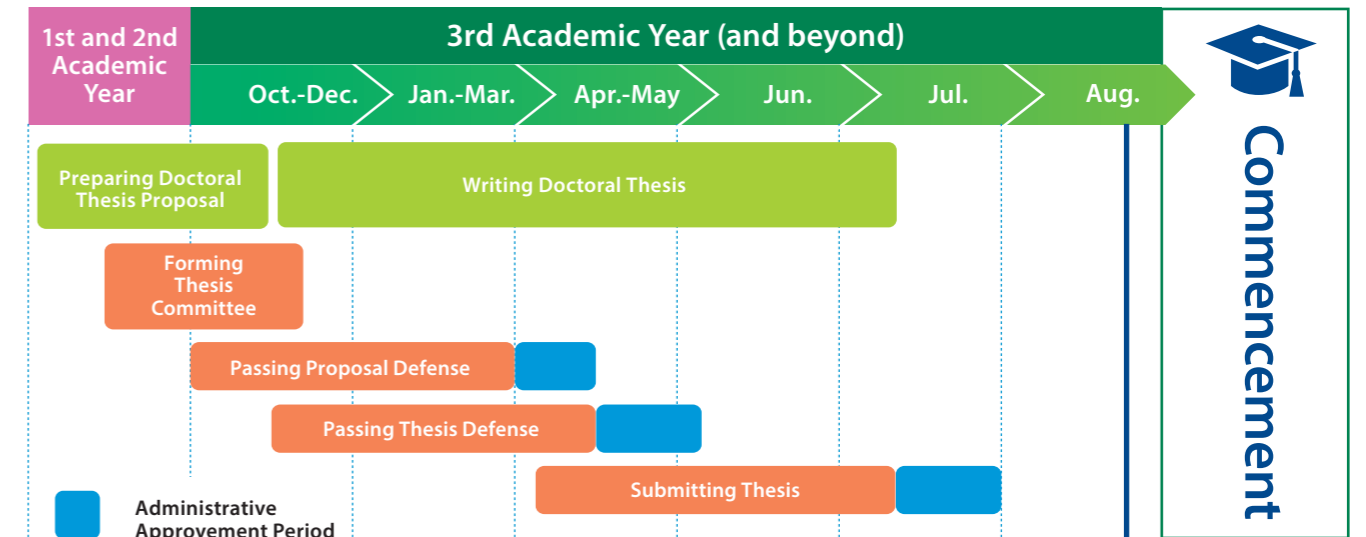 1st and 2nd
Academic
Year
3rd Academic Year (and beyond)
Oct.-Dec.
Jan.-Mar.
Apr.-May
Jun.
Jul.
Aug.
Commencement
Preparing Doctoral
Thesis Proposal
Writing Doctoral Thesis
Forming
Thesis
Committee
Passing Proposal Defense
Passing Thesis Defense
Submitting Thesis
Administrative
Approvement Period